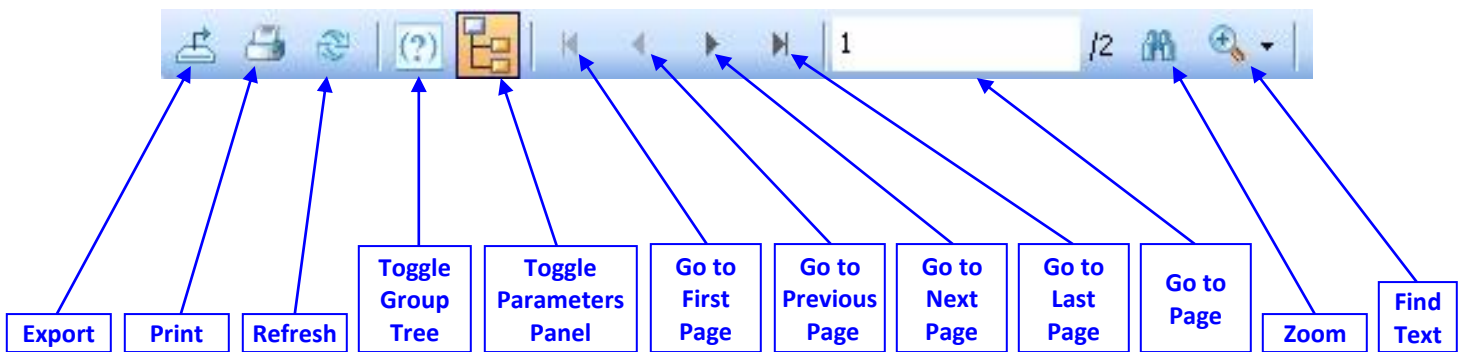 (?)
1
/2
Export
Print
Refresh
Toggle
Group
Tree
Toggle
Parameters
Panel
Go to
First
Page
Go to
Previous
Page
Go to
Next
Page
Go to
Last
Page
Go to
Page
Zoom
Find
Text